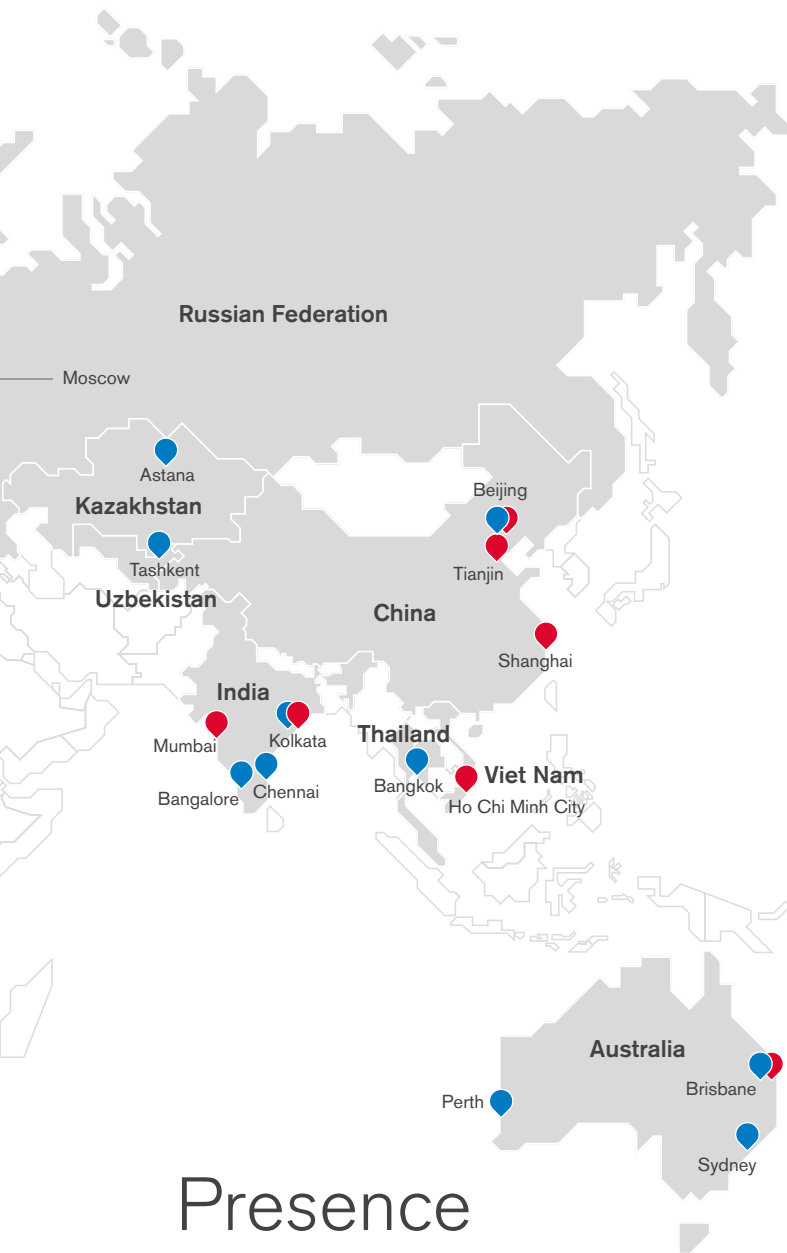 Russian Federation
Moscow
Astana
Beijing
Kazakhstan
Tashkent
Tianjin
Uzbekistan
China
Shanghai
India
Thailand
Mumbai
Kolkata
Viet Nam
Bangkok
Chennai
Bangalore
Ho Chi Minh City
Australia
Brisbane
Perth
Sydney
Presence